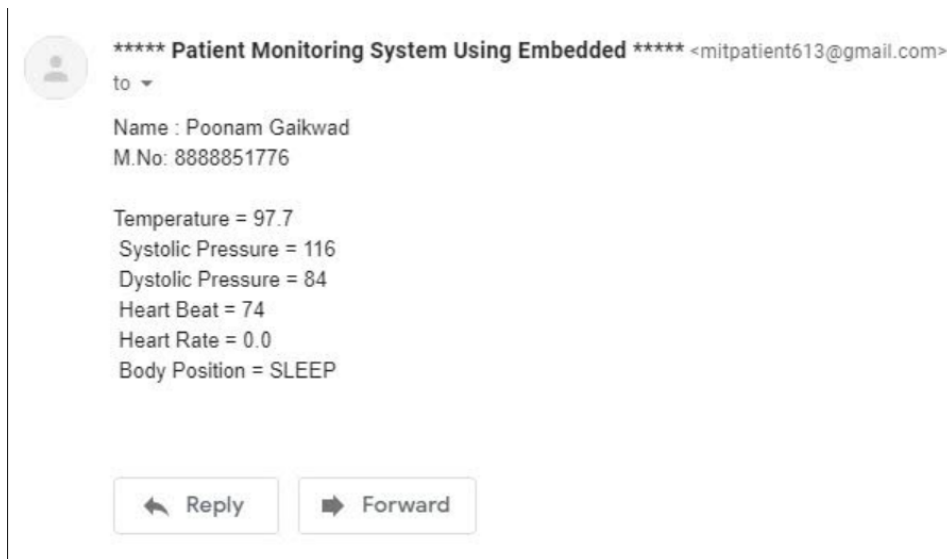 ***** Patient Monitoring System Using Embedded ***** <mitpatient613@gmail.com>
to
Name : Poonam Gaikwad
M.No: 8888851776
Temperature = 97.7
Systolic Pressure = 116
Dystolic Pressure = 84
Heart Beat = 74
Heart Rate = 0.0
Body Position = SLEEP
Reply Forward